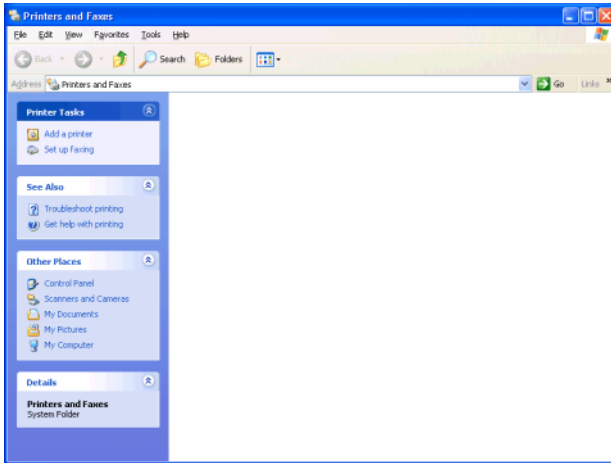 Printers and Faxes
File Edit View Favorites Tools Help
Back Search Folders
Address Printers and Faxes Go Links »
Printer Tasks
Add a printer
Set up faxing
See Also
Troubleshoot printing
Get help with printing
Other Places
Control Panel
Scanners and Cameras
My Documents
My Pictures
My Computer
Details
Printers and Faxes
System Folder